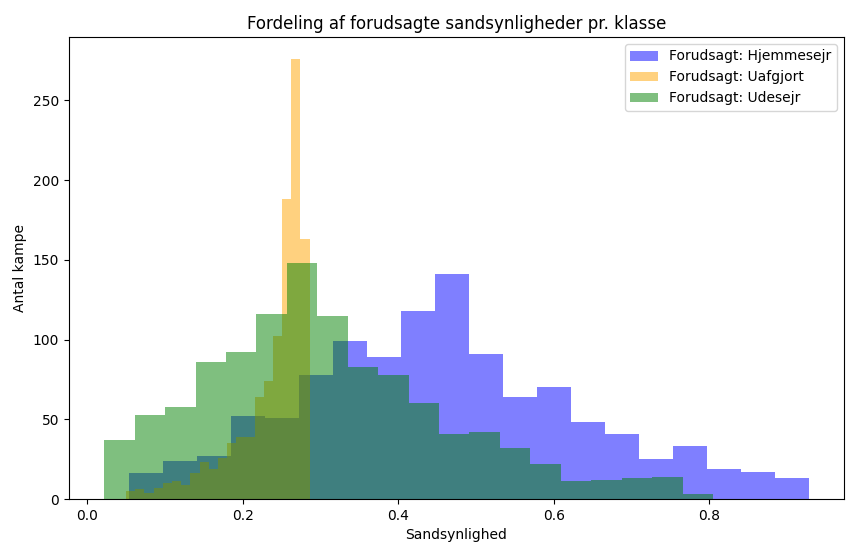 Fordeling af forudsagte sandsynligheder pr. klasse
Forudsagt: Hjemmesejr
Forudsagt: Uafgjort
Forudsagt: Udesejr
Antal kampe
250
200
150
100
50
0
0.0
0.2
0.4
0.6
0.8
Sandsynlighed